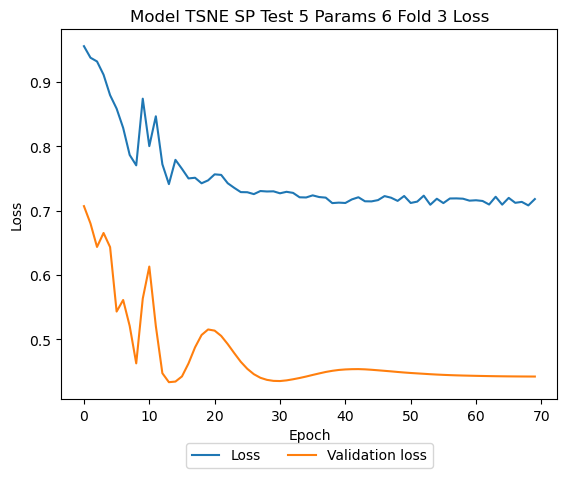 Model TSNE SP Test 5 Params 6 Fold 3 Loss
Loss
0.9
0.8
0.7
0.6
0.5
0 10 20 30 40 50 60 70
Epoch
Loss Validation loss